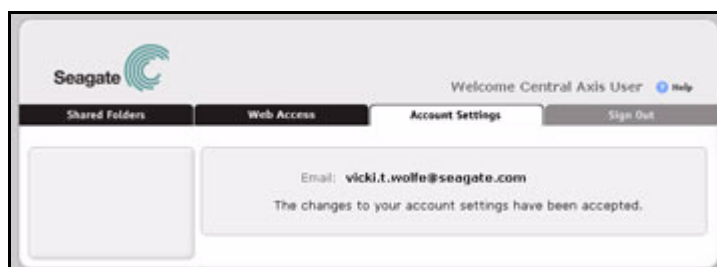 Seagate
Welcome Central Axis User ? Help
Shared Folders Web Access Account Settings Sign Out
Email: vicki.t.wolfe@seagate.com
The changes to your account settings have been accepted.